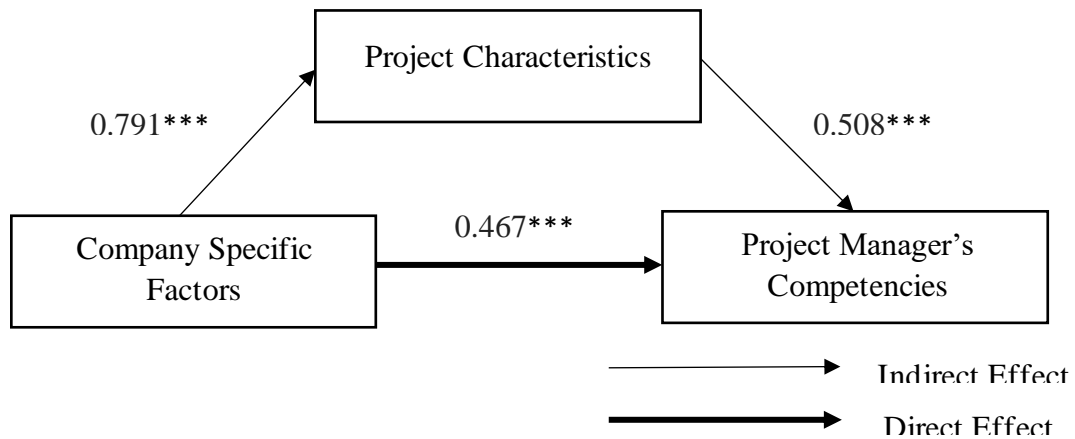 Project Characteristics
0.791***
0.508***
Company Specific
Factors
0.467***
Project Manager's
Competencies
Indirect Effect
Direct Effect